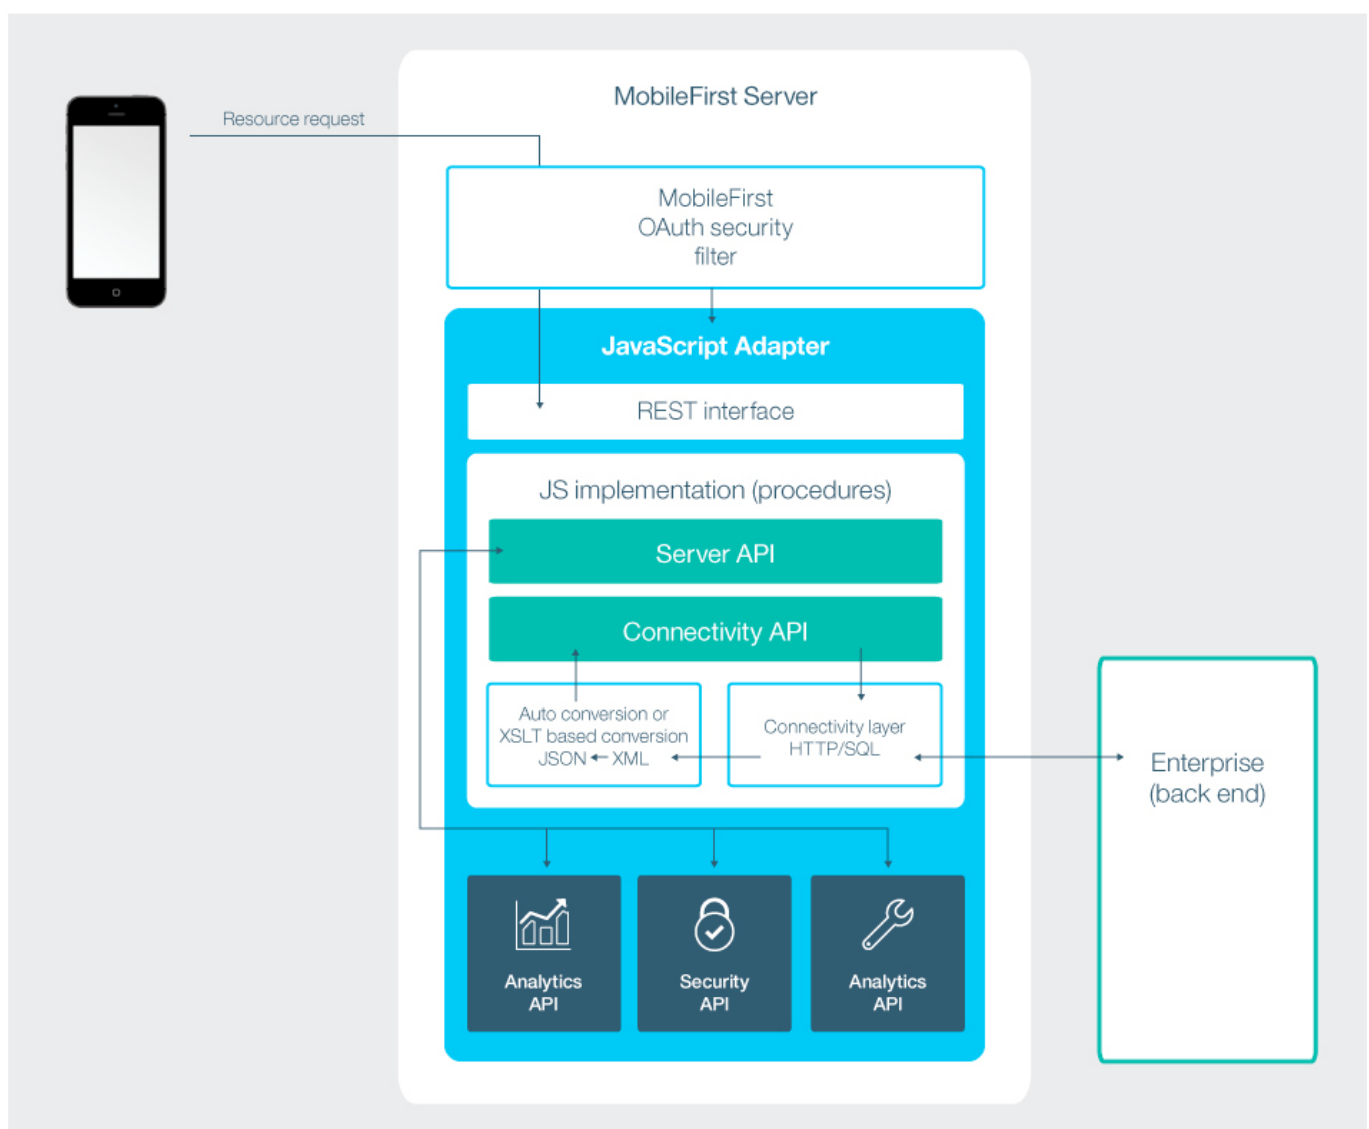 MobileFirst Server
Resource request
MobileFirst
OAuth security
filter
JavaScript Adapter
REST interface
JS implementation (procedures)
Server API
Connectivity API
Auto conversion or
XSLT based conversion
JSON ← XML
Connectivity layer
HTTP/SQL
Enterprise
(back end)
Analytics
API
Security
API
Analytics
API